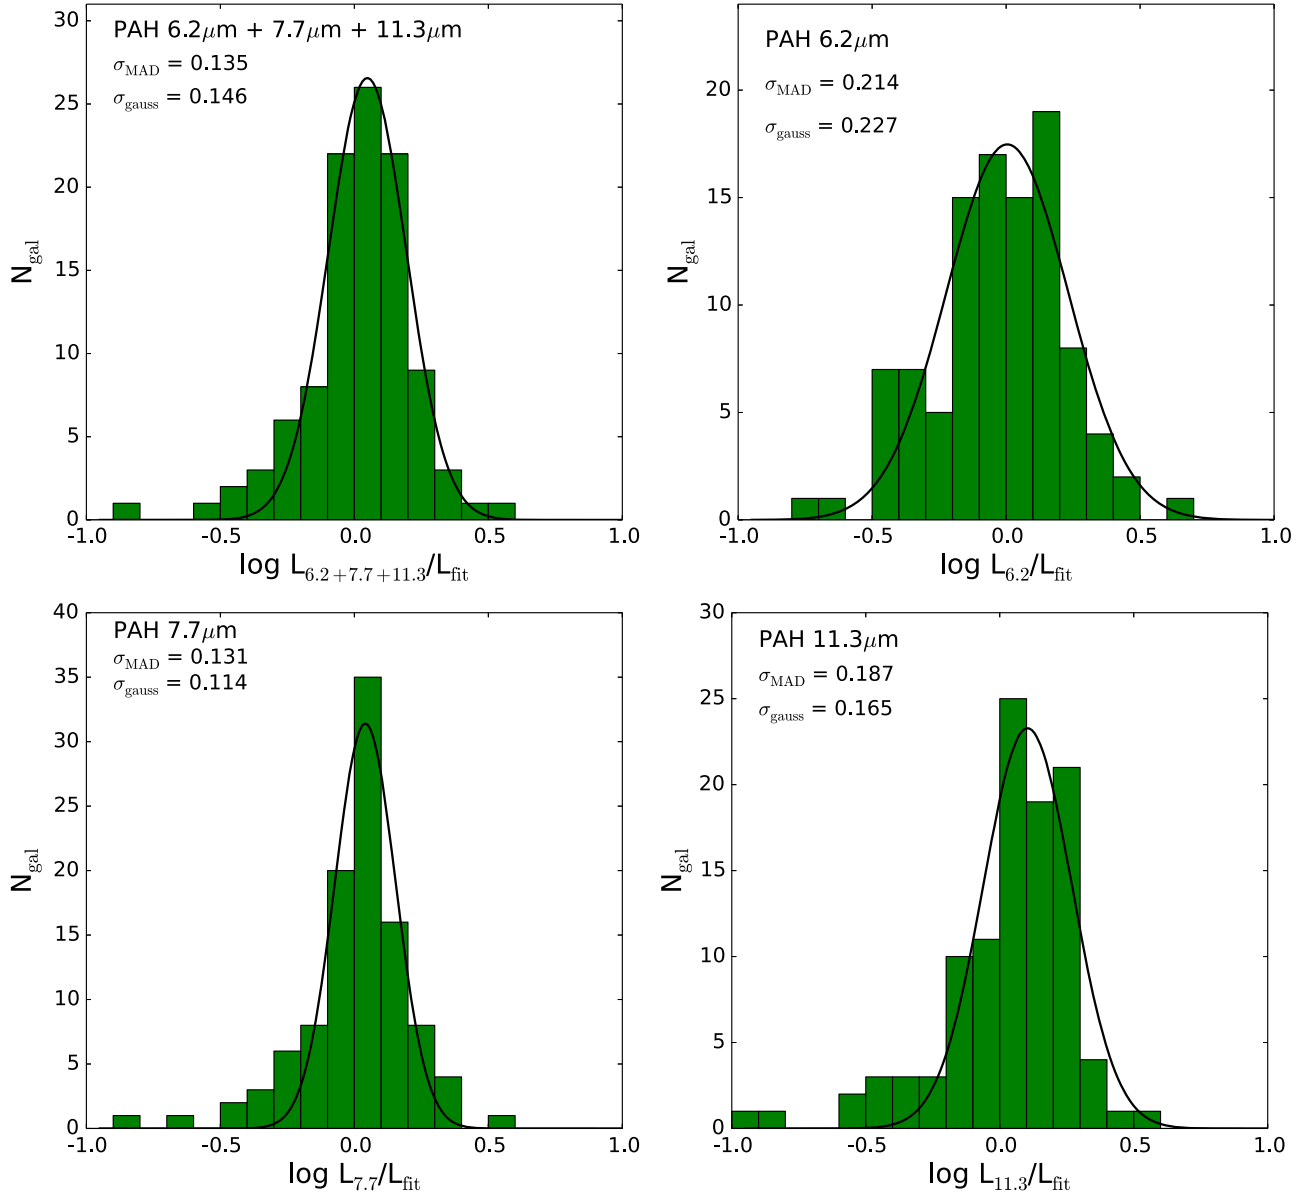 PAH 6.2μm + 7.7μm + 11.3μm
σMAD = 0.135
σgauss = 0.146
30
25
20
15
10
5
0
Ngal
-1.0 -0.5 0.0 0.5 1.0
log L6.2+7.7+11.3/Lfit
PAH 6.2μm
σMAD = 0.214
σgauss = 0.227
20
15
10
5
0
Ngal
-1.0 -0.5 0.0 0.5 1.0
log L6.2/Lfit
PAH 7.7μm
σMAD = 0.131
σgauss = 0.114
40
35
30
25
20
15
10
5
0
Ngal
-1.0 -0.5 0.0 0.5 1.0
log L7.7/Lfit
PAH 11.3μm
σMAD = 0.187
σgauss = 0.165
30
25
20
15
10
5
0
Ngal
-1.0 -0.5 0.0 0.5 1.0
log L11.3/Lfit